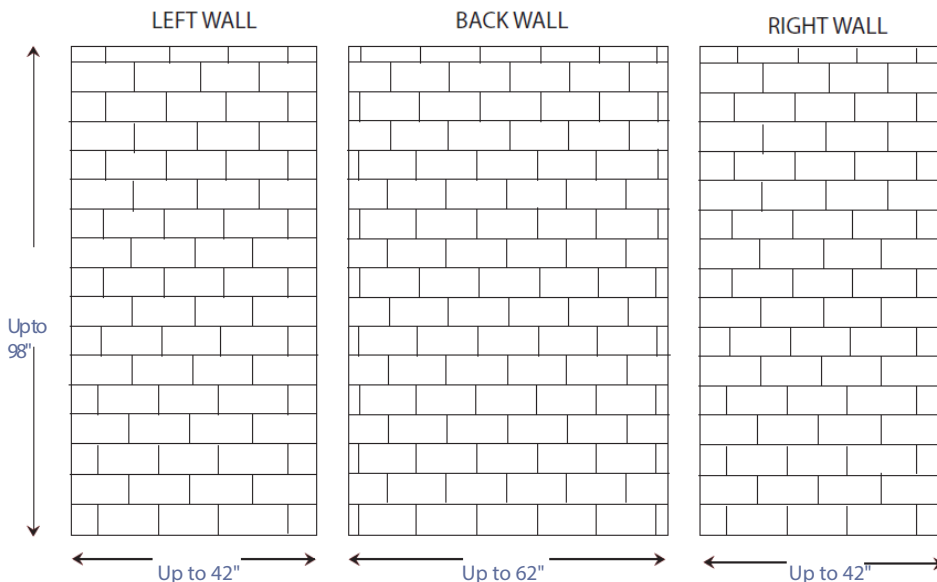 LEFT WALL
BACK WALL
RIGHT WALL
Upto
98"
Up to 42"
Up to 62"
Up to 42"